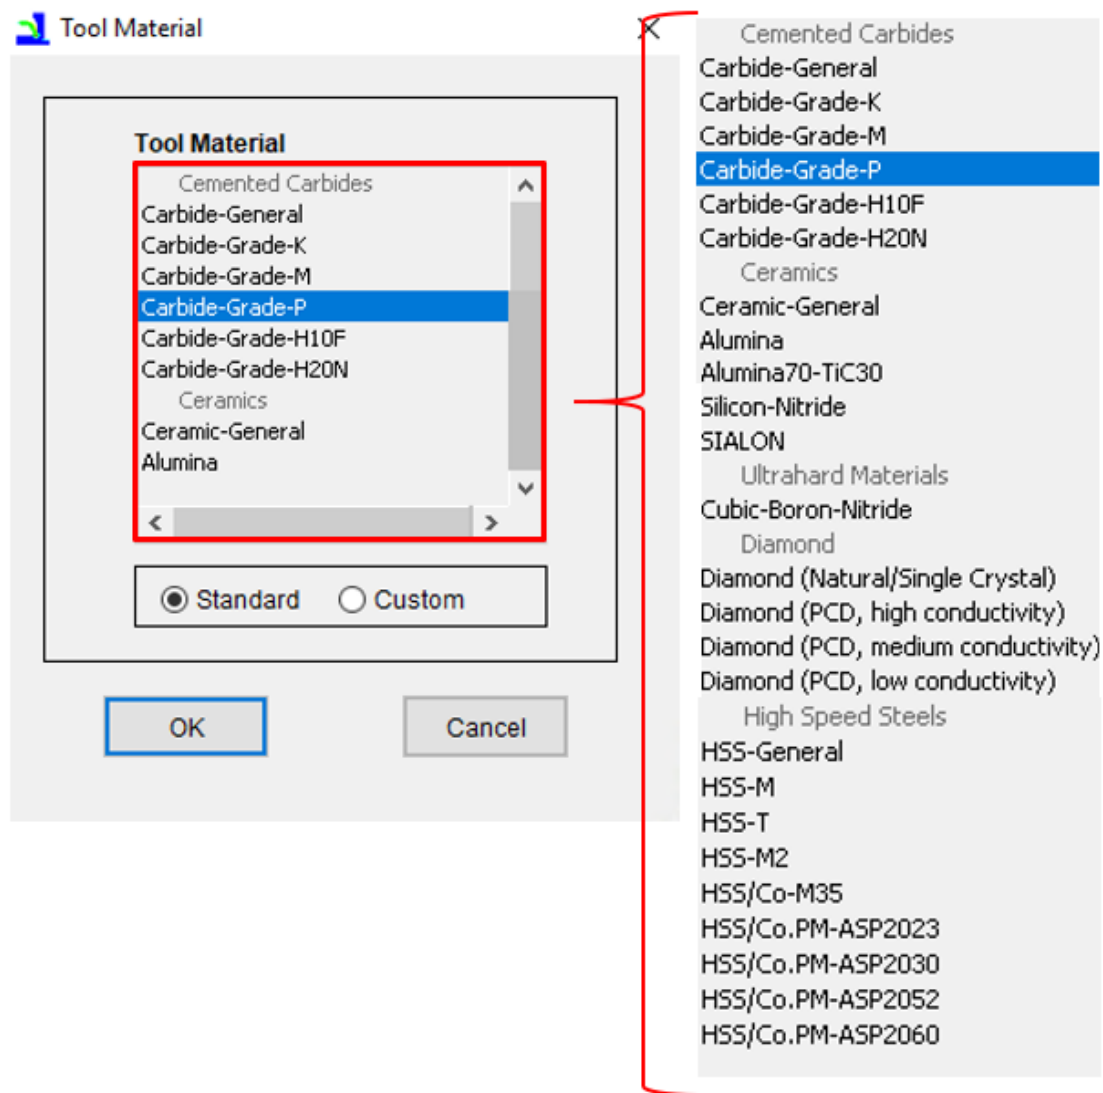 Tool Material
Tool Material
Cemented Carbides
Carbide-General
Carbide-Grade-K
Carbide-Grade-M
Carbide-Grade-P
Carbide-Grade-H10F
Carbide-Grade-H20N
Ceramics
Ceramic-General
Alumina
Standard
Custom
OK
Cancel
Cemented Carbides
Carbide-General
Carbide-Grade-K
Carbide-Grade-M
Carbide-Grade-P
Carbide-Grade-H10F
Carbide-Grade-H20N
Ceramics
Ceramic-General
Alumina
Alumina70-TiC30
Silicon-Nitride
SIALON
Ultrahard Materials
Cubic-Boron-Nitride
Diamond
Diamond (Natural/Single Crystal)
Diamond (PCD, high conductivity)
Diamond (PCD, medium conductivity)
Diamond (PCD, low conductivity)
High Speed Steels
HSS-General
HSS-M
HSS-T
HSS-M2
HSS/Co-M35
HSS/Co.PM-ASP2023
HSS/Co.PM-ASP2030
HSS/Co.PM-ASP2052
HSS/Co.PM-ASP2060